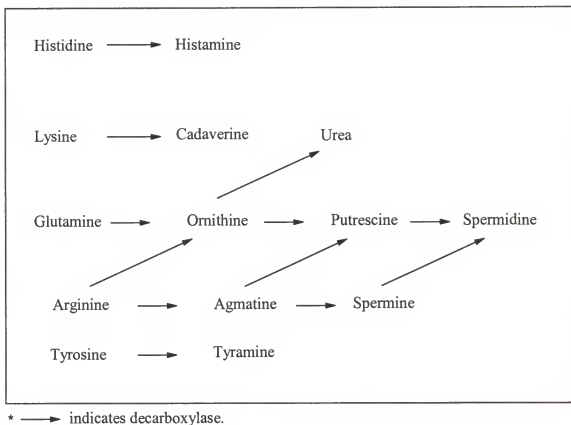 Histidine Histamine
Lysine Cadaverine Urea
Glutamine Ornithine Putrescine Spermidine
Arginine Agmatine Spermine
Tyrosine Tyramine
* → indicates decarboxylase.